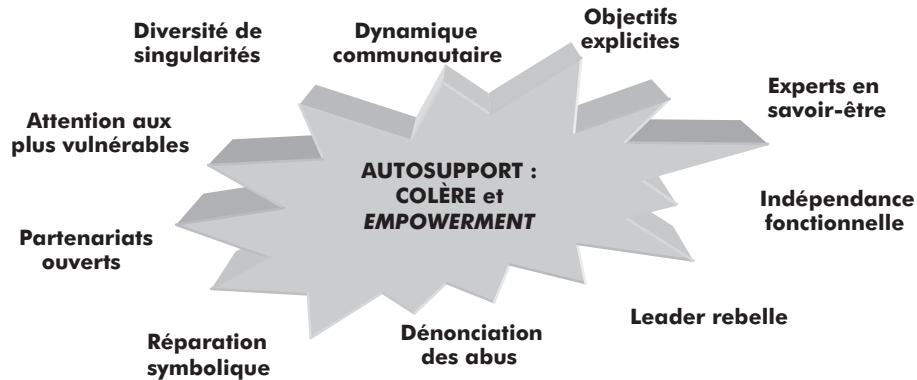 Diversité de
singularités
Dynamique
communautaire
Objectifs
explicites
Experts en
savoir-être
Attention aux
plus vulnérables
AUTOSUPPORT :
COLÈRE et
EMPOWERMENT
Indépendance
fonctionnelle
Partenariats
ouverts
Leader rebelle
Réparation
symbolique
Dénonciation
des abus